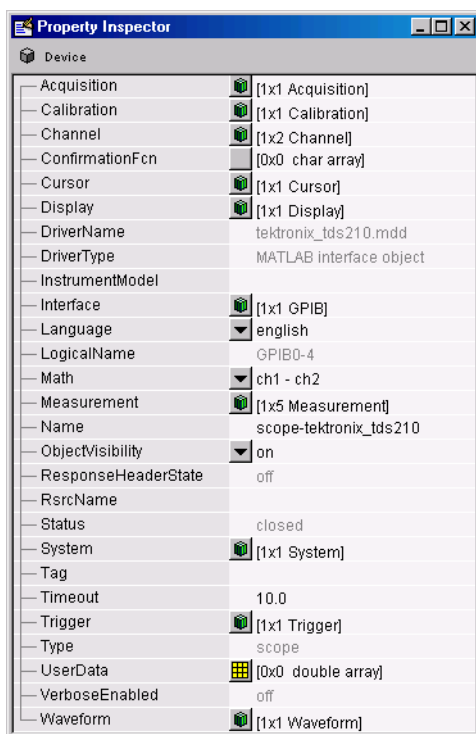 Property Inspector
Device
Acquisition [1x1 Acquisition]
Calibration [1x1 Calibration]
Channel [1x2 Channel]
ConfirmationFcn [0x0 char array]
Cursor [1x1 Cursor]
Display [1x1 Display]
DriverName tektronix_tds210.mdd
DriverType MATLAB interface object
InstrumentModel
Interface [1x1 GPIB]
Language english
LogicalName GPIB0-4
Math ch1 - ch2
Measurement [1x5 Measurement]
Name scope-tektronix_tds210
ObjectVisibility on
ResponseHeaderState off
RsrcName
Status closed
System [1x1 System]
Tag
Timeout 10.0
Trigger [1x1 Trigger]
Type scope
UserData [0x0 double array]
VerboseEnabled off
Waveform [1x1 Waveform]